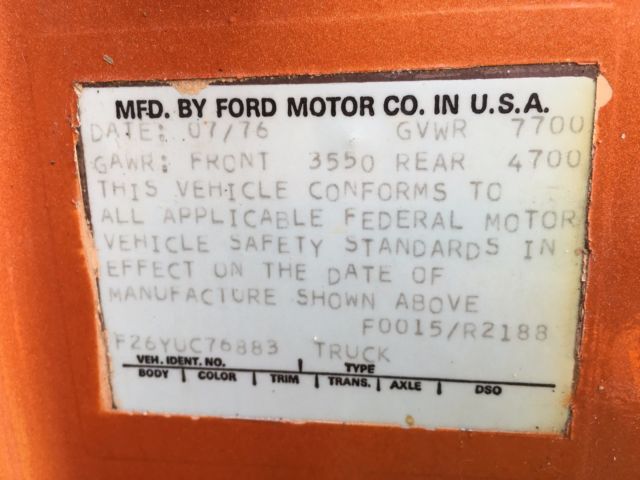 MFD. BY FORD MOTOR CO. IN U.S.A.
DATE: 07/76 GVWR 7700
GAWR: FRONT 3550 REAR 4700
THIS VEHICLE CONFORMS TO
ALL APPLICABLE FEDERAL MOTOR
VEHICLE SAFETY STANDARDS IN
EFFECT ON THE DATE OF
MANUFACTURE SHOWN ABOVE
F0015/R2188
F26YUC76883 TRUCK
VEH. IDENT. NO. TYPE
BODY COLOR TRIM TRANS. AXLE DSO